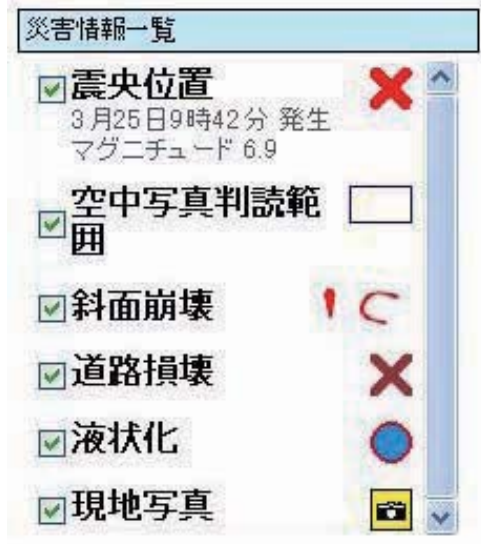 災害情報一覧
震央位置
3月25日9時42分 発生
マグニチュード 6.9
空中写真判読範
囲
斜面崩壊
道路損壊
液状化
現地写真